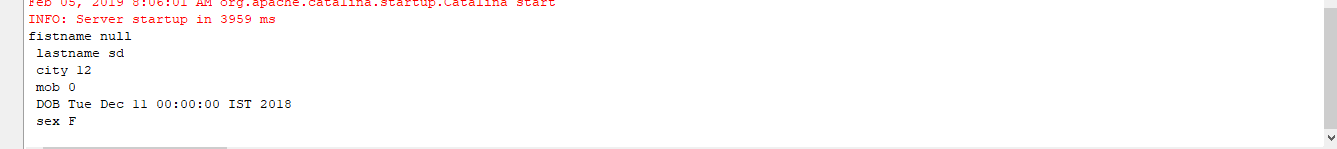 Feb 05, 2019 8:06:01 AM org.apache.catalina.startup.Catalina start
INFO: Server startup in 3959 ms
fistname null
lastname sd
city 12
mob 0
DOB Tue Dec 11 00:00:00 IST 2018
sex F